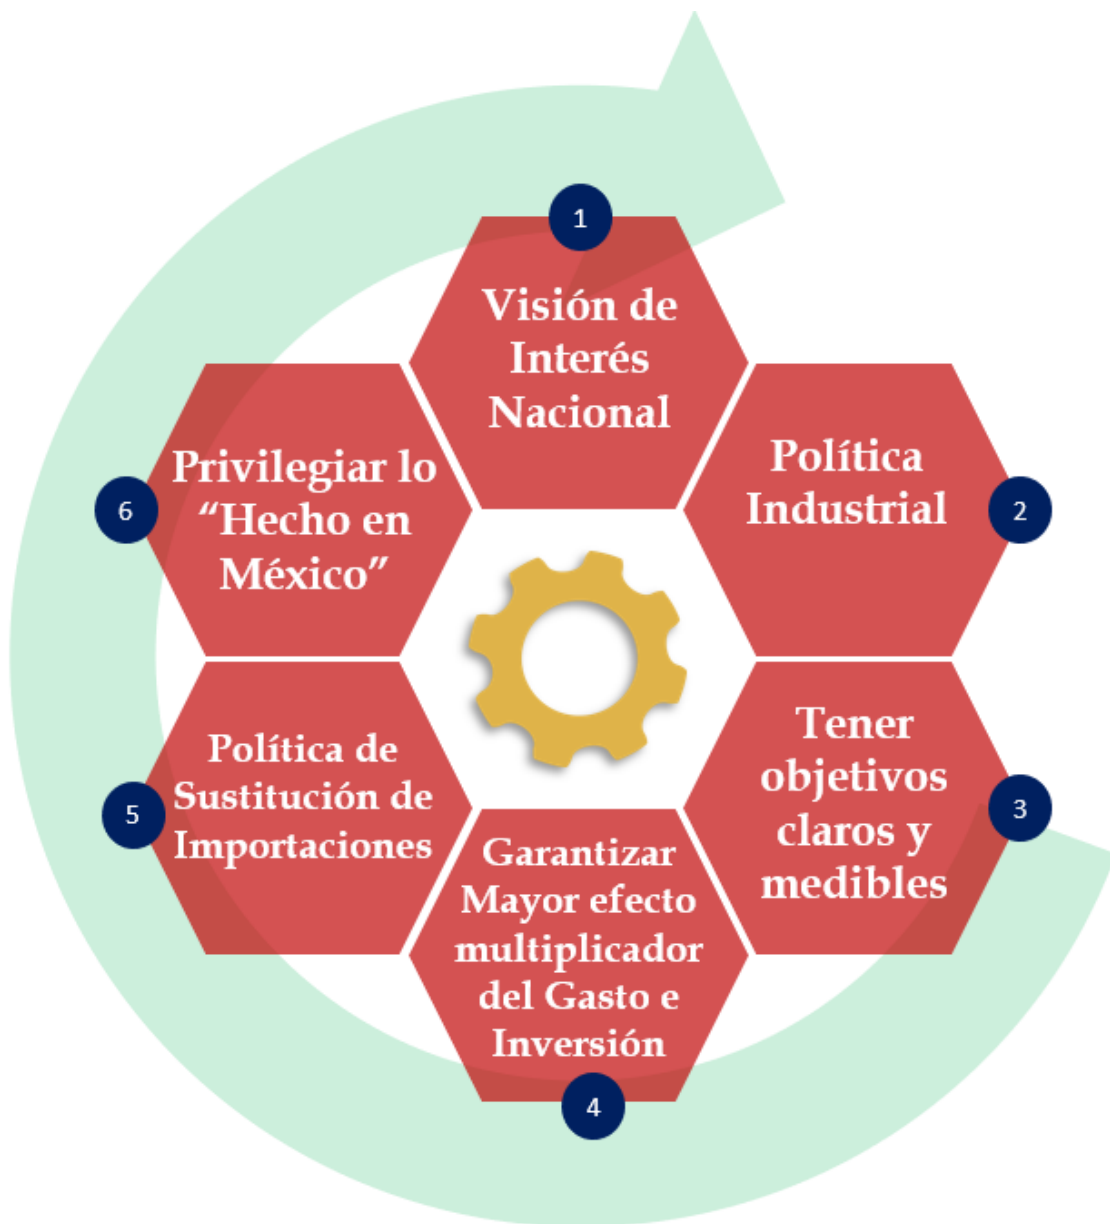 1
Visión de
Interés
Nacional
2
Política
Industrial
3
Tener
objetivos
claros y
medibles
4
Garantizar
Mayor efecto
multiplicador
del Gasto e
Inversión
5
Política de
Sustitución de
Importaciones
6
Privilegiar lo
“Hecho en
México”